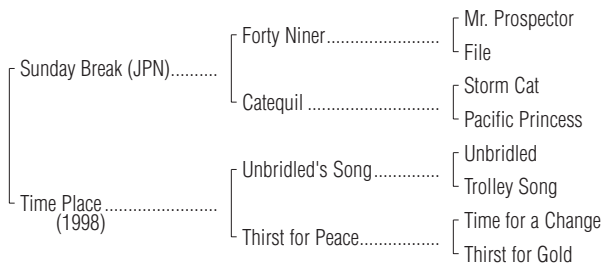 Mr. Prospector
Forty Niner........................
File
Sunday Break (JPN)..........
Storm Cat
Catequil ............................
Pacific Princess
Unbridled
Unbridled's Song..............
Trolley Song
Time Place........................
(1998)
Time for a Change
Thirst for Peace.................
Thirst for Gold